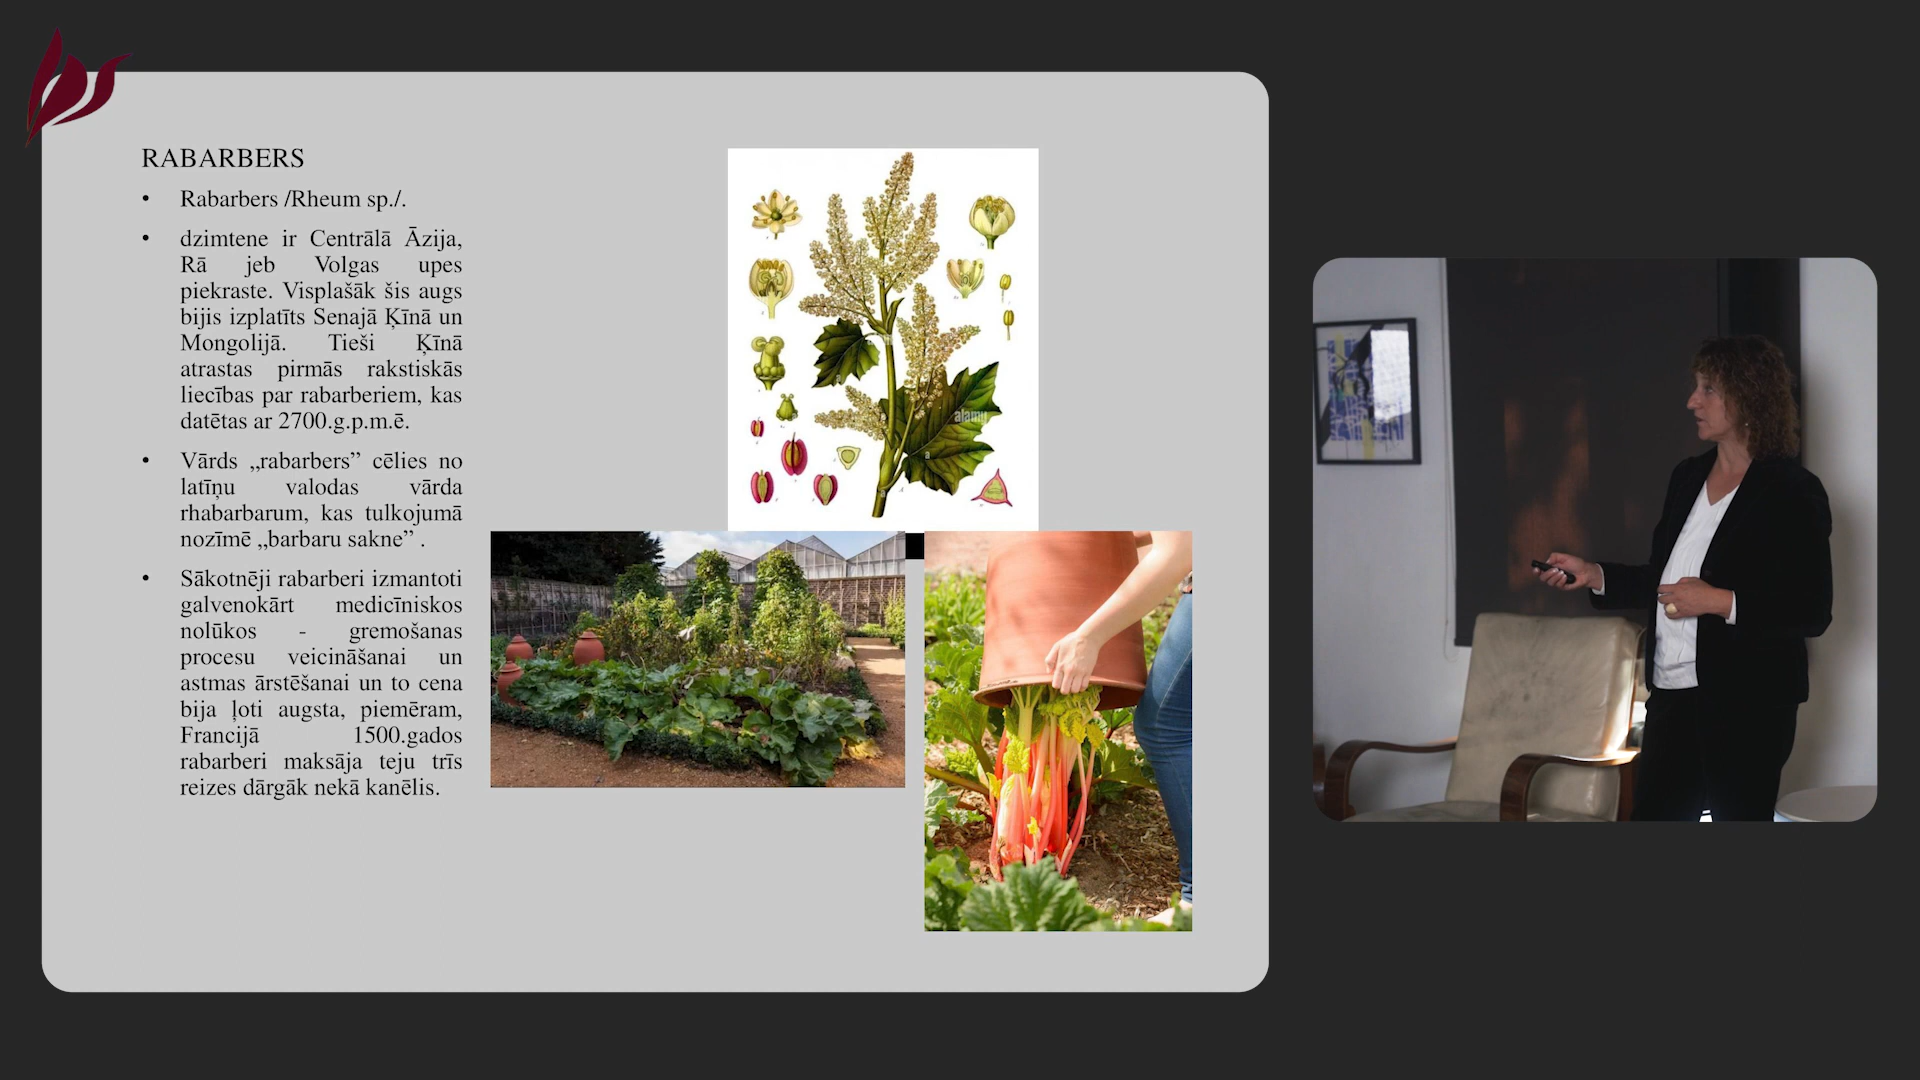 RABARBERS
• Rabarbers /Rheum sp./.
• dzimtene ir Centrālā Āzija,
Rā jeb Volgas upes
piekraste. Visplašāk šis augs
bijis izplatīts Senajā Ķīnā un
Mongolijā. Tieši Ķīnā
atrastas pirmās rakstiskās
liecības par rabarberiem, kas
datētas ar 2700.g.p.m.ē.
• Vārds „rabarbers” cēlies no
latīņu valodas vārda
rhabarbarum, kas tulkojumā
nozīmē „barbaru sakne” .
• Sākotnēji rabarberi izmantoti
galvenokārt medicīniskos
nolūkos - gremošanas
procesu veicināšanai un
astmas ārstēšanai un to cena
bija ļoti augsta, piemēram,
Francijā 1500.gados
rabarberi maksāja teju trīs
reizes dārgāk nekā kanēlis.
alamy
a